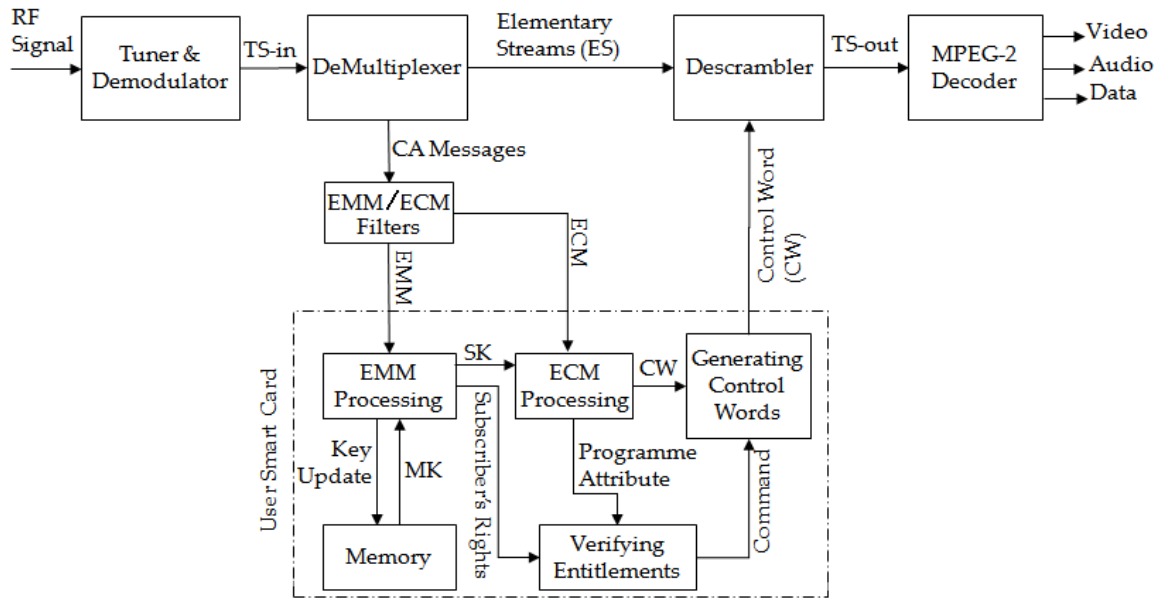 RF
Signal
Tuner &
Demodulator
TS-in
DeMultiplexer
Elementary
Streams (ES)
Descrambler
TS-out
MPEG-2
Decoder
Video
Audio
Data
CA Messages
EMM/ECM
Filters
EMM
ECM
Control Word
(CW)
User Smart Card
EMM
Processing
SK
ECM
Processing
CW
Generating
Control
Words
Key
Update
MK
Subscriber's Rights
Programme
Attribute
Command
Memory
Verifying
Entitlements